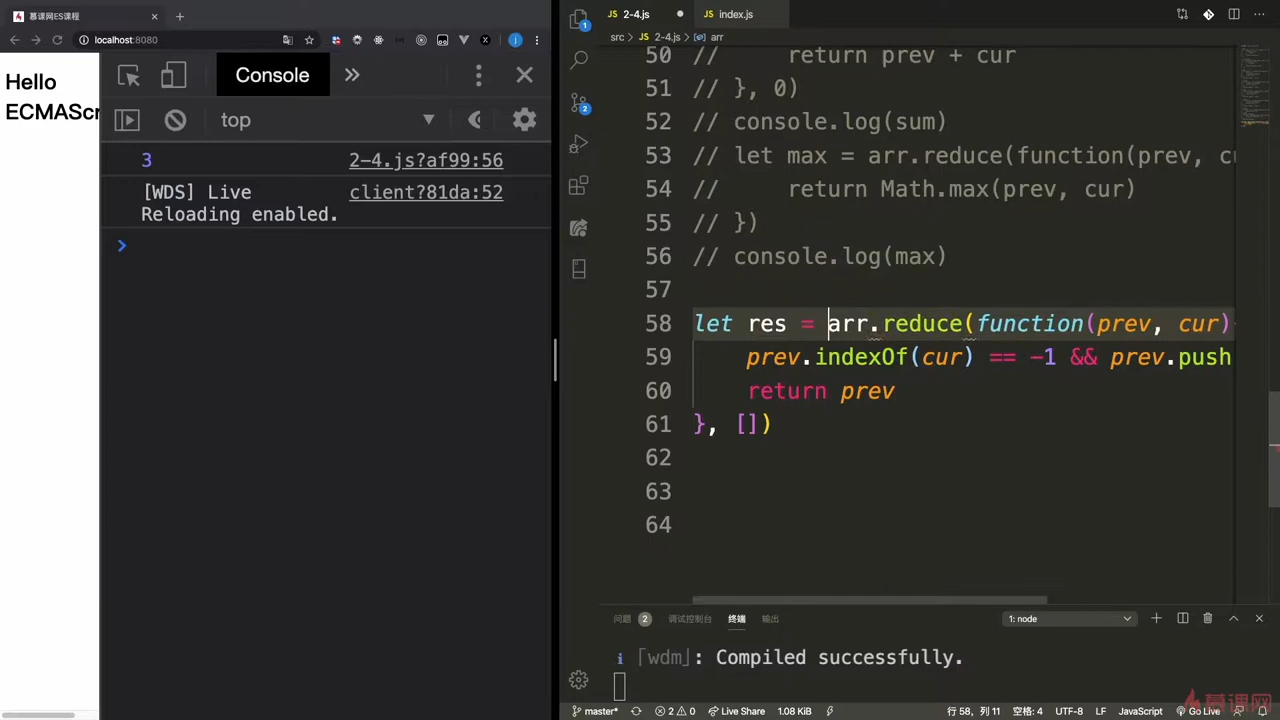 慕课网ES课程
localhost:8080
Hello
ECMAScr
Console
top
3 2-4.js?af99:56
[WDS] Live client?81da:52
Reloading enabled.
2-4.js
index.js
src > 2-4.js > arr
50 // return prev + cur
51 // }, 0)
52 // console.log(sum)
53 // let max = arr.reduce(function(prev, cu
54 // return Math.max(prev, cur)
55 // })
56 // console.log(max)
57
58 let res = arr.reduce(function(prev, cur)
59 prev.indexOf(cur) == -1 && prev.push
60 return prev
61 }, [])
62
63
64
问题 2 调试控制台 终端 输出 1: node
i ｢wdm｣: Compiled successfully.
master* 2 0 Live Share 1.08 KiB 行 58，列 11 空格: 4 UTF-8 LF JavaScript Go Live
慕课网